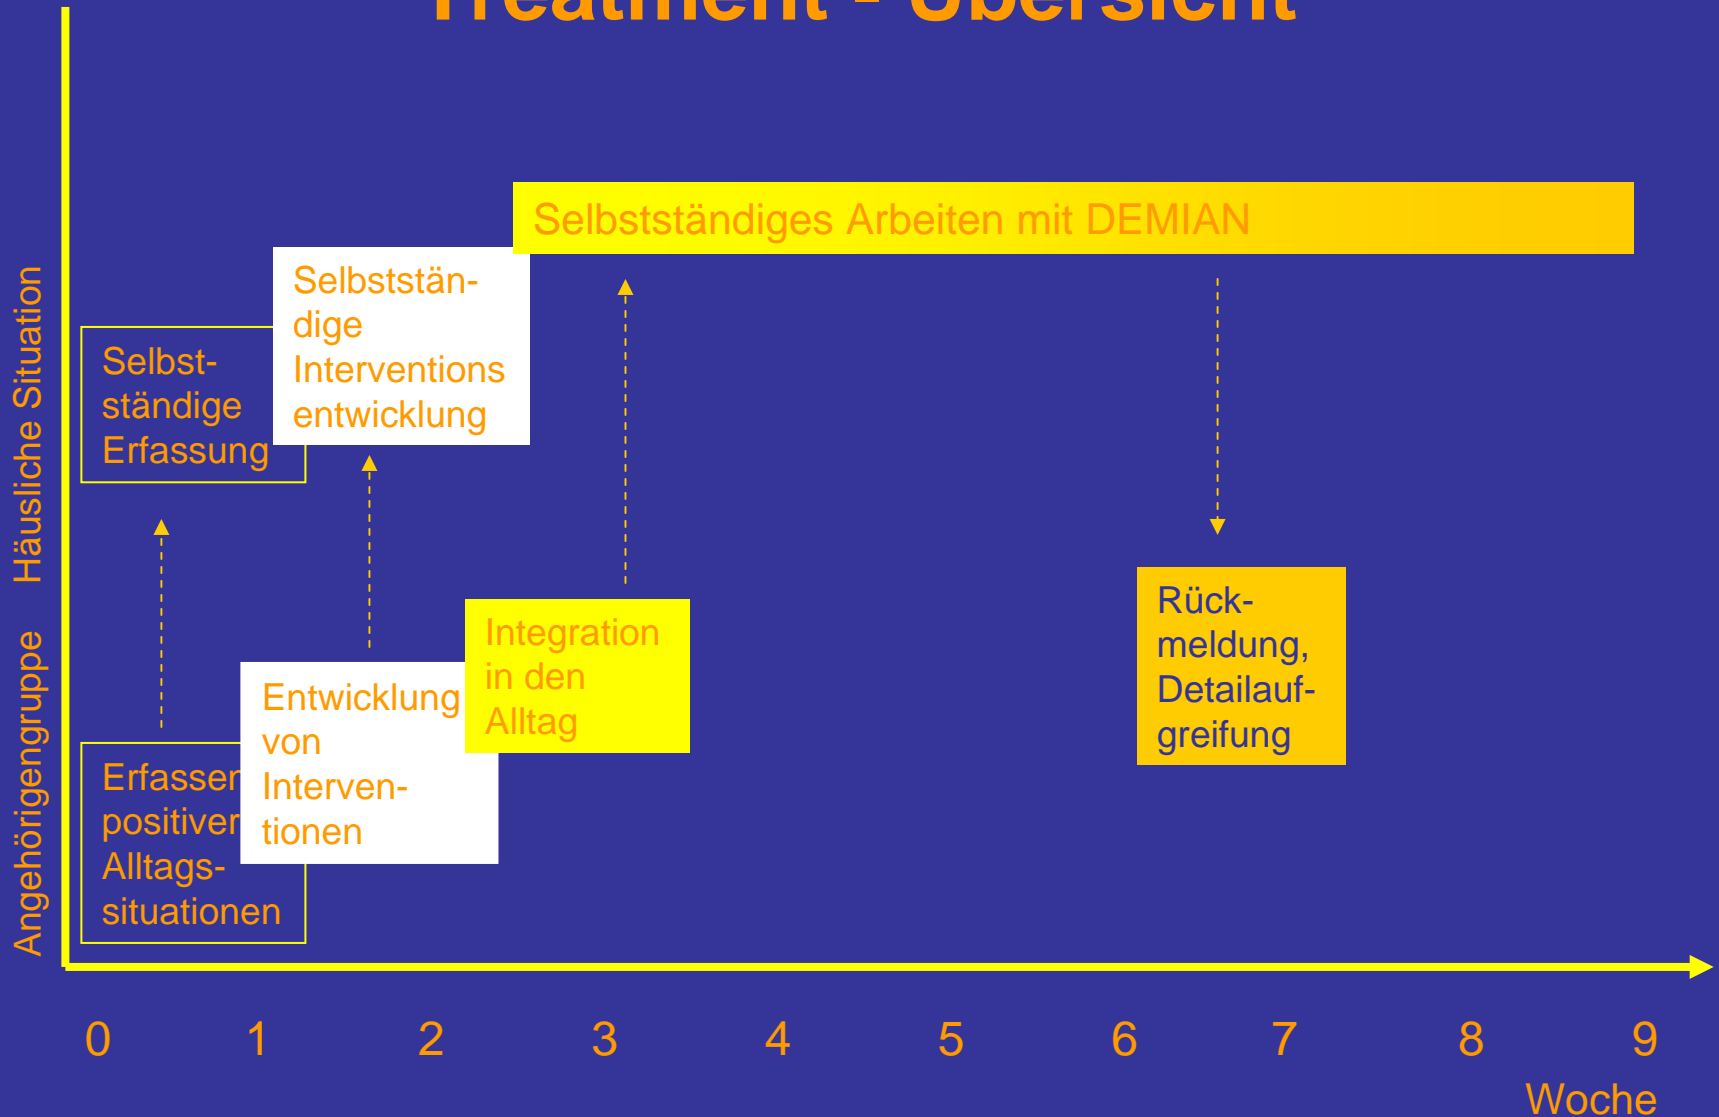 Treatment - Übersicht
Selbstständiges Arbeiten mit DEMIAN
Selbststän-
dige
Interventions
entwicklung
Selbst-
ständige
Erfassung
Häusliche Situation
Angehörigengruppe
Integration
in den
Alltag
Rück-
meldung,
Detailauf-
greifung
Entwicklung
von
Interven-
tionen
Erfassen
positiver
Alltags-
situationen
0 1 2 3 4 5 6 7 8 9
Woche